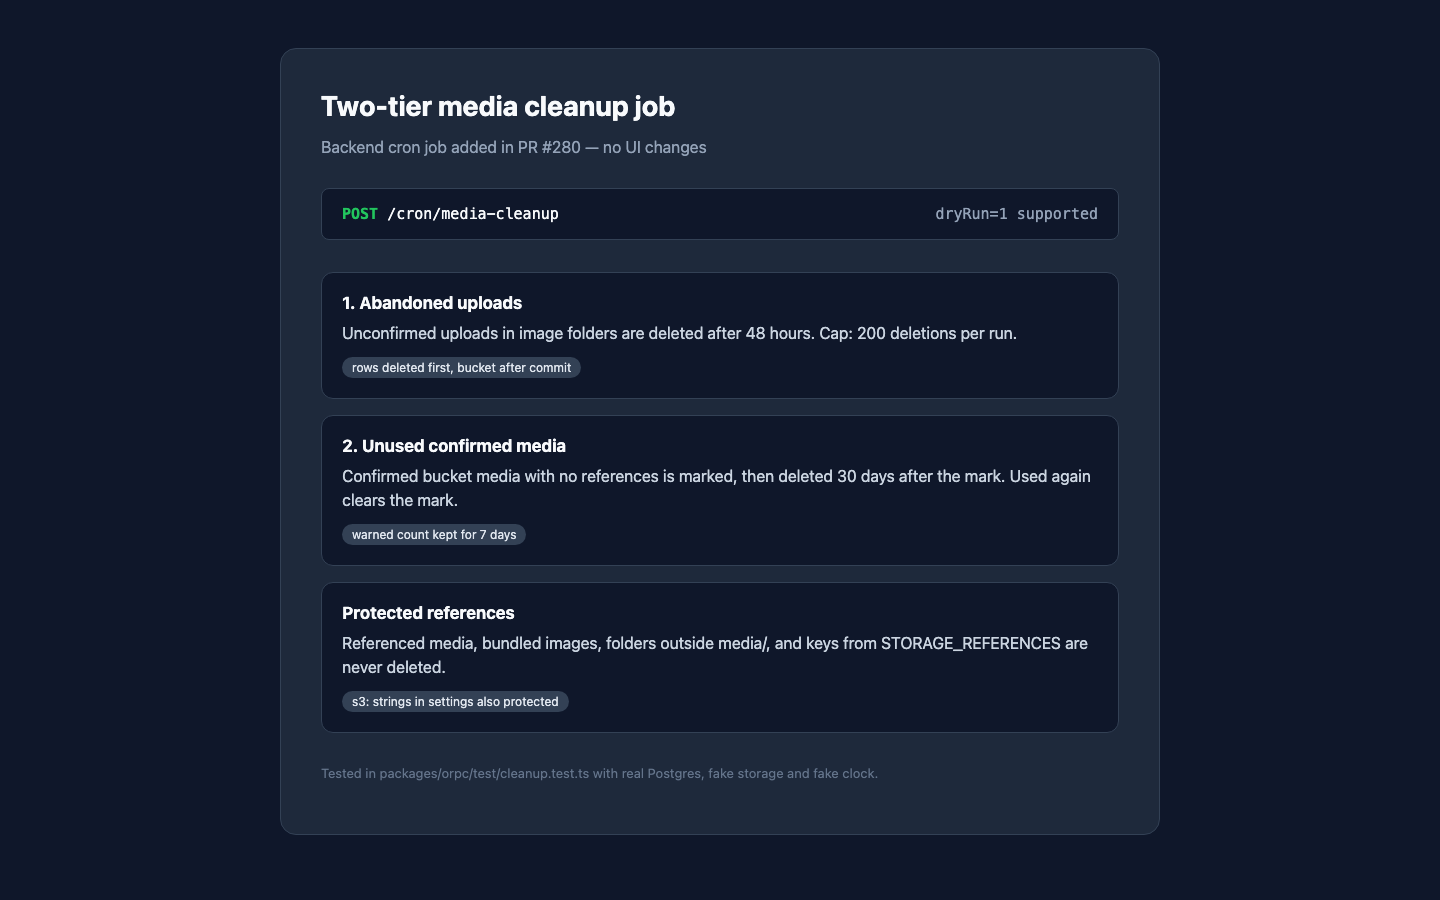 Two-tier media cleanup job
Backend cron job added in PR #280 — no UI changes
POST /cron/media-cleanup dryRun=1 supported
1. Abandoned uploads
Unconfirmed uploads in image folders are deleted after 48 hours. Cap: 200 deletions per run.
rows deleted first, bucket after commit
2. Unused confirmed media
Confirmed bucket media with no references is marked, then deleted 30 days after the mark. Used again
clears the mark.
warned count kept for 7 days
Protected references
Referenced media, bundled images, folders outside media/, and keys from STORAGE_REFERENCES are
never deleted.
s3: strings in settings also protected
Tested in packages/orpc/test/cleanup.test.ts with real Postgres, fake storage and fake clock.